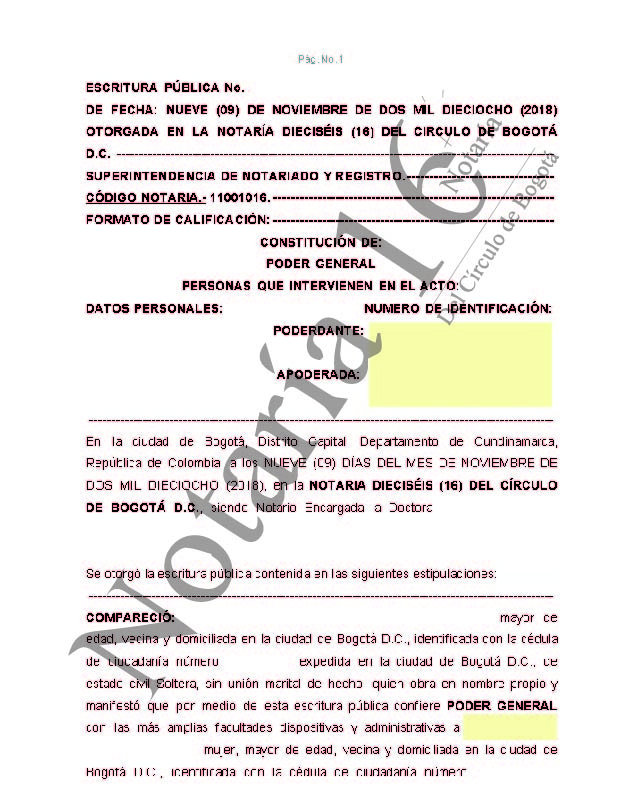 Pág. No. 1
ESCRITURA PÚBLICA No.
DE FECHA: NUEVE (09) DE NOVIEMBRE DE DOS MIL DIECIOCHO (2018)
OTORGADA EN LA NOTARÍA DIECISÉIS (16) DEL CIRCULO DE BOGOTÁ
D.C. ------------------------------------------------------------
SUPERINTENDENCIA DE NOTARIADO Y REGISTRO. --------------------
CÓDIGO NOTARIA.- 11001016. ----------------------------------------
FORMATO DE CALIFICACIÓN: ----------------------------------------
CONSTITUCIÓN DE:
PODER GENERAL
PERSONAS QUE INTERVIENEN EN EL ACTO:
DATOS PERSONALES: NUMERO DE IDENTIFICACIÓN:
PODERDANTE:
APODERADA:
------------------------------------------------------------
En la ciudad de Bogotá, Distrito Capital Departamento de Cundinamarca,
República de Colombia a los NUEVE (09) DÍAS DEL MES DE NOVIEMBRE DE
DOS MIL DIECIOCHO (2018), en la NOTARIA DIECISÉIS (16) DEL CÍRCULO
DE BOGOTÁ D.C., siendo Notario Encargada a Doctora
Se otorgó la escritura pública contenida en las siguientes estipulaciones:
------------------------------------------------------------
COMPARECIÓ: mayor de
edad, vecina y domiciliada en la ciudad de Bogotá D.C., identificada con la cédula
de ciudadanía número expedida en la ciudad de Bogotá D.C., de
estado civil Soltera, sin unión marital de hecho quien obra en nombre propio y
manifestó que por medio de esta escritura pública confiere PODER GENERAL
con las más amplias facultades dispositivas y administrativas a
mujer, mayor de edad, vecina y domiciliada en la ciudad de
Bogotá D.C., identificada con la cédula de ciudadanía número
Notaría 16
Notaría
Del Círculo de Bogotá